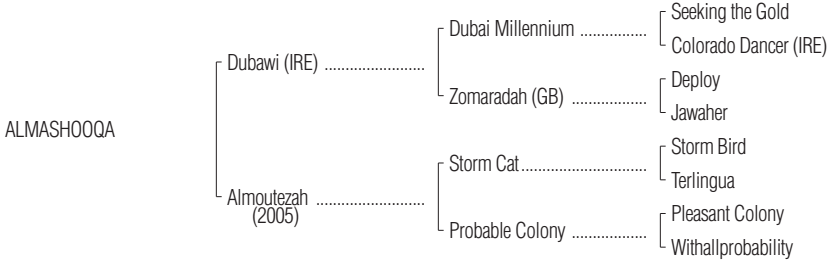 Seeking the Gold
Dubai Millennium ................
Colorado Dancer (IRE)
Dubawi (IRE) ........................
Deploy
Zomaradah (GB) ..................
Jawaher
ALMASHOOQA
Storm Bird
Storm Cat..............................
Terlingua
Almoutezah ..........................
(2005)
Pleasant Colony
Probable Colony ..................
Withallprobability